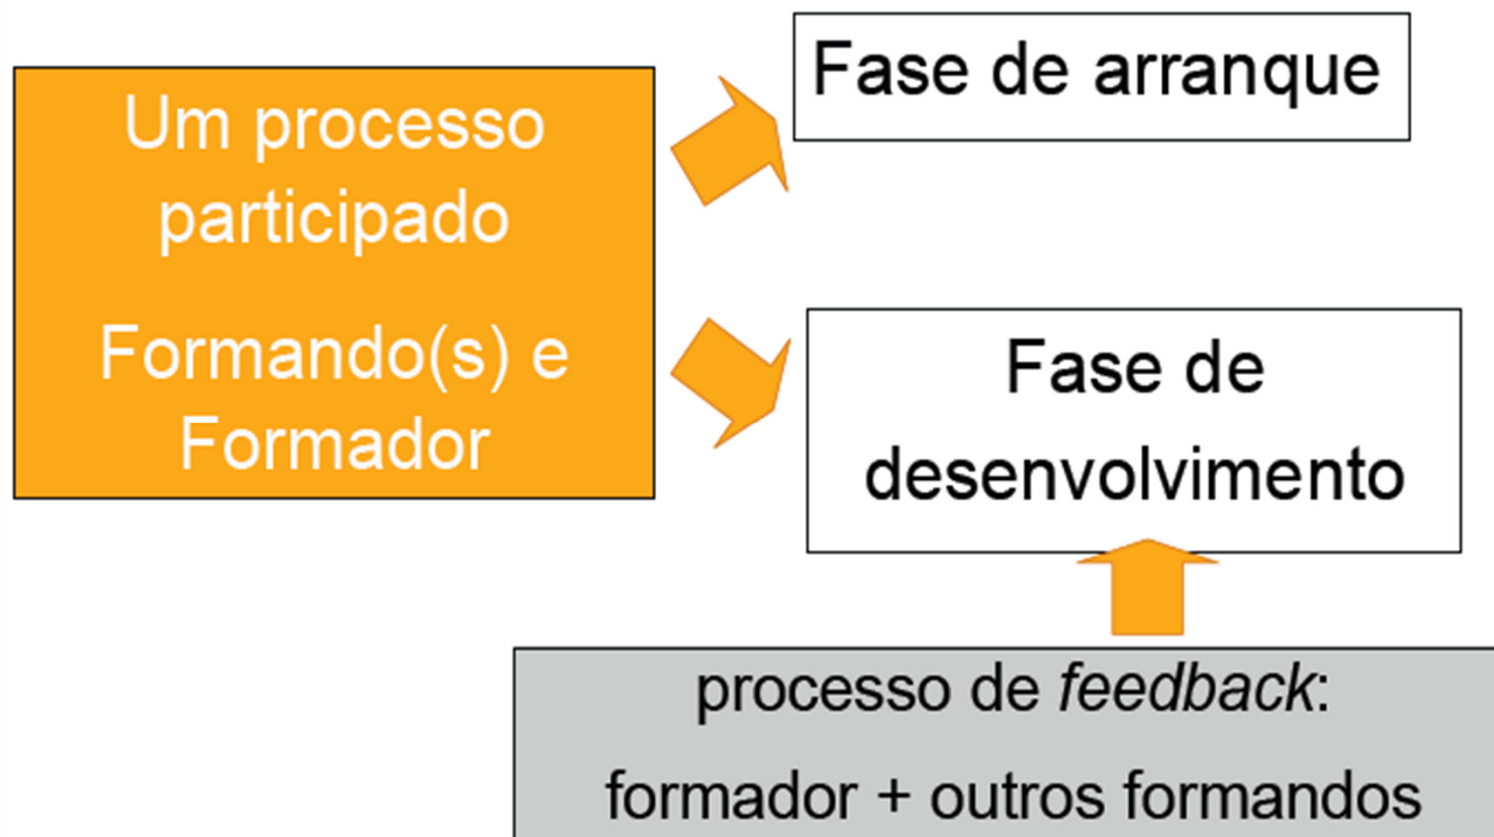 Um processo
participado
Formando(s) e
Formador
Fase de arranque
Fase de
desenvolvimento
processo de feedback:
formador + outros formandos